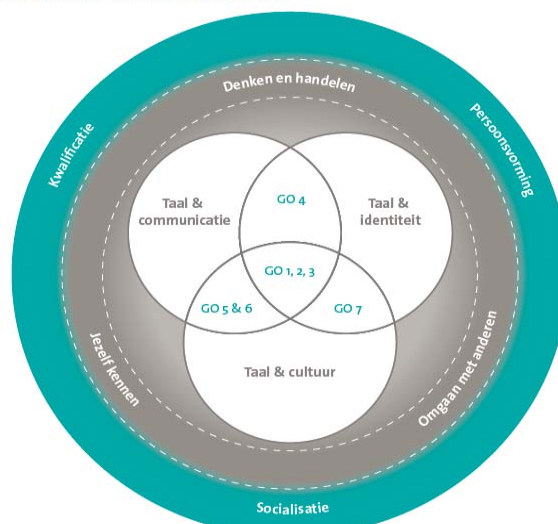 Denken en handelen
Kwalificatie
Persoonsvorming
Taal &
communicatie
GO 4
Taal &
identiteit
GO 1, 2, 3
GO 5 & 6
GO 7
Jezelf kennen
Taal & cultuur
Omgaan met anderen
Socialisatie